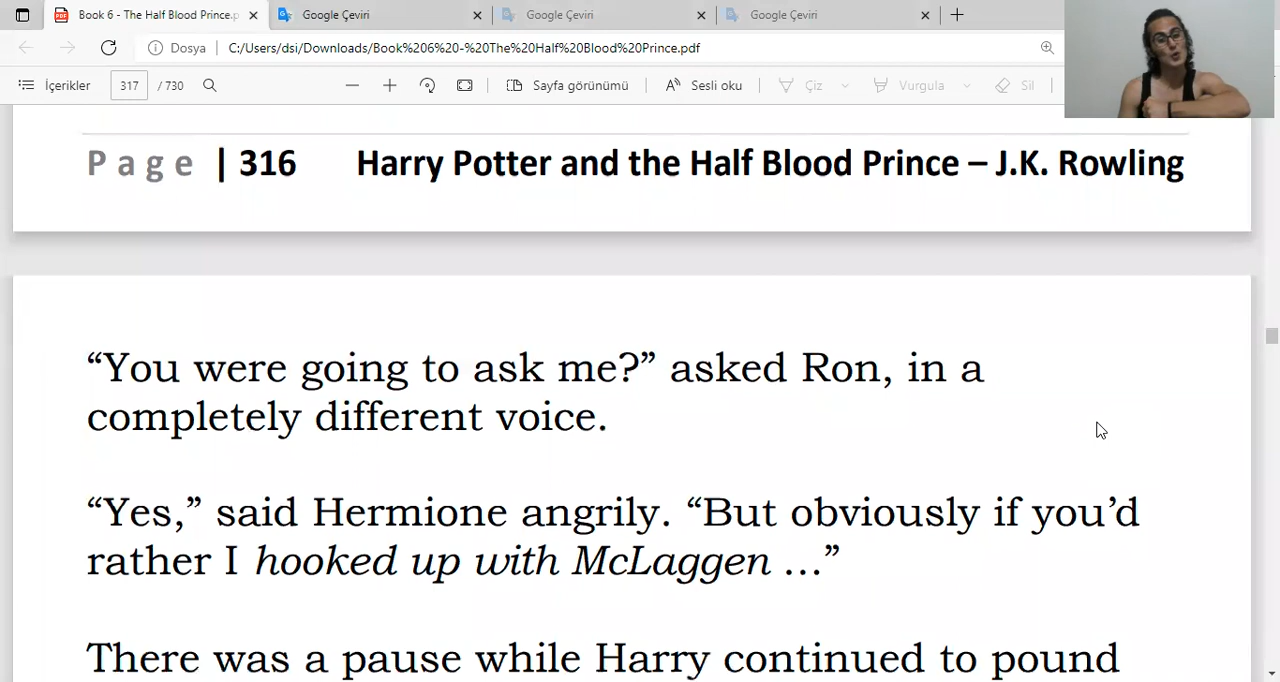 Book 6 - The Half Blood Prince.p
Google Çeviri
Google Çeviri
Google Çeviri
Dosya
C:/Users/dsi/Downloads/Book%206%20-%20The%20Half%20Blood%20Prince.pdf
İçerikler
317
/ 730
Sayfa görünümü
Sesli oku
Çiz
Vurgula
Sil
Page | 316 Harry Potter and the Half Blood Prince – J.K. Rowling
“You were going to ask me?” asked Ron, in a
completely different voice.
“Yes,” said Hermione angrily. “But obviously if you’d
rather I hooked up with McLaggen ...”
There was a pause while Harry continued to pound